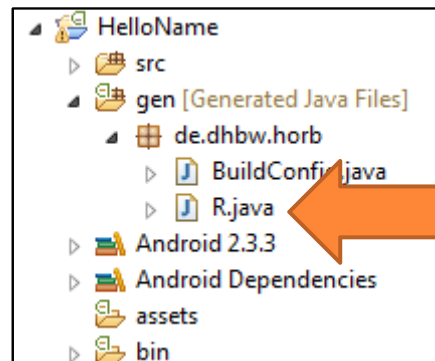 HelloName
src
gen [Generated Java Files]
de.dhbw.horb
BuildConfig.java
R.java
Android 2.3.3
Android Dependencies
assets
bin